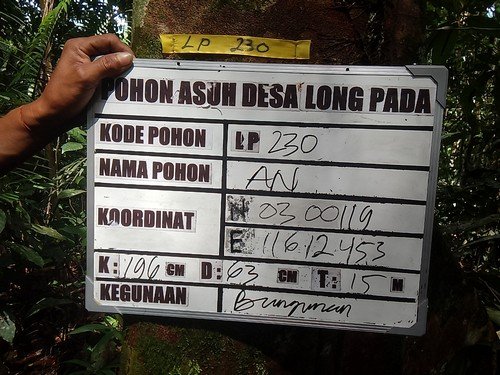 LP 230
POHON ASUH DESA LONG PADA
KODE POHON LP 230
NAMA POHON AN
KOORDINAT N 03 00119
E 116 12 453
K: 196 CM D: 63 CM T: 15 M
KEGUNAAN Bangunan